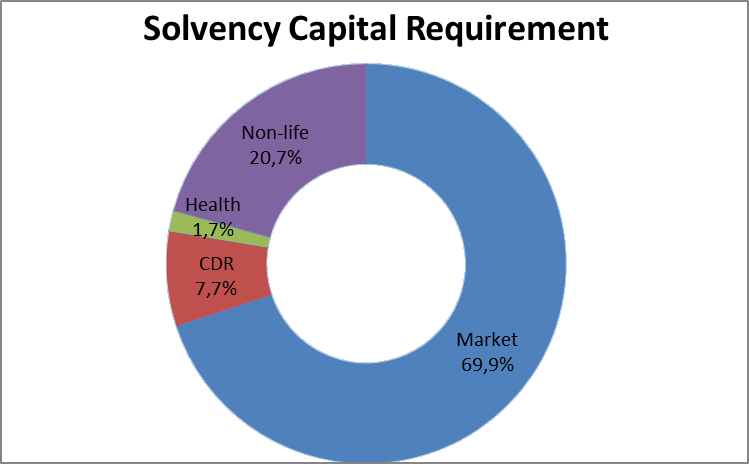 Solvency Capital Requirement
Non-life
20,7%
Health
1,7%
CDR
7,7%
Market
69,9%